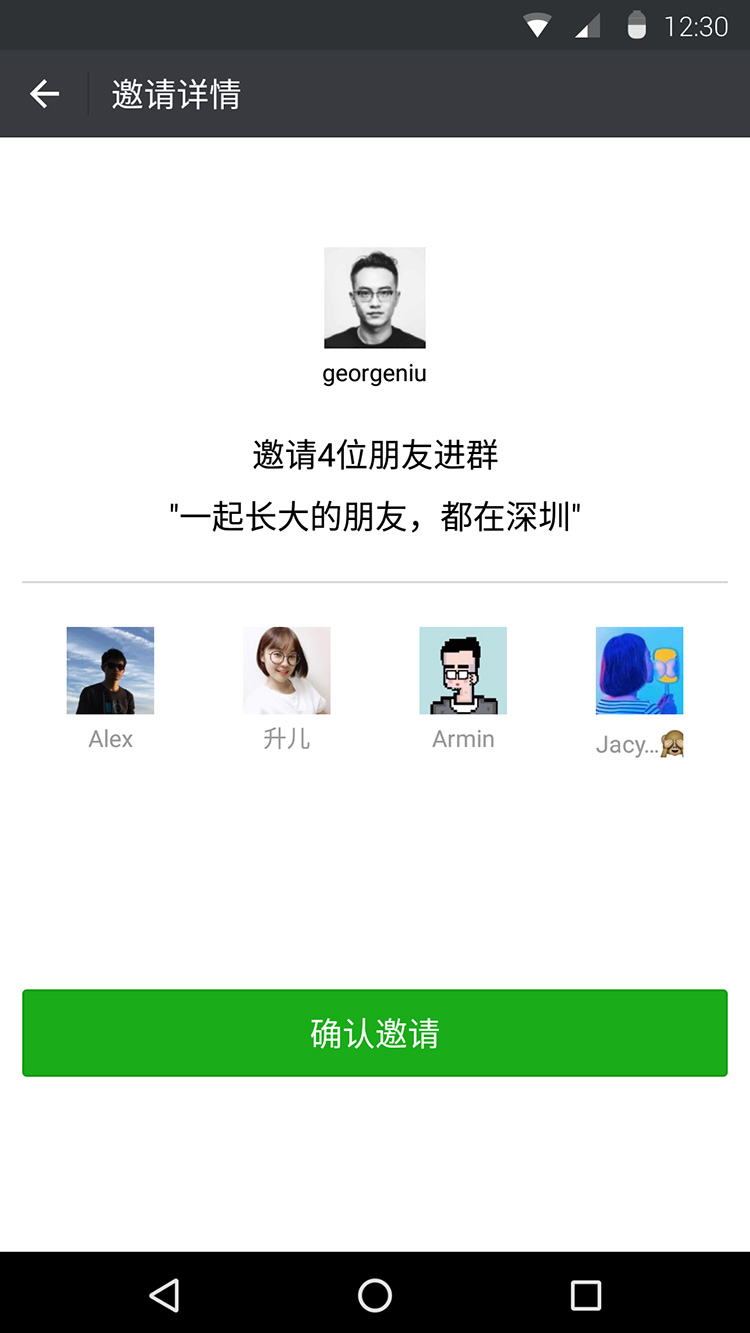 12:30
邀请详情
georgeniu
邀请4位朋友进群
"一起长大的朋友，都在深圳"
Alex
升儿
Armin
Jacy...🙈
确认邀请